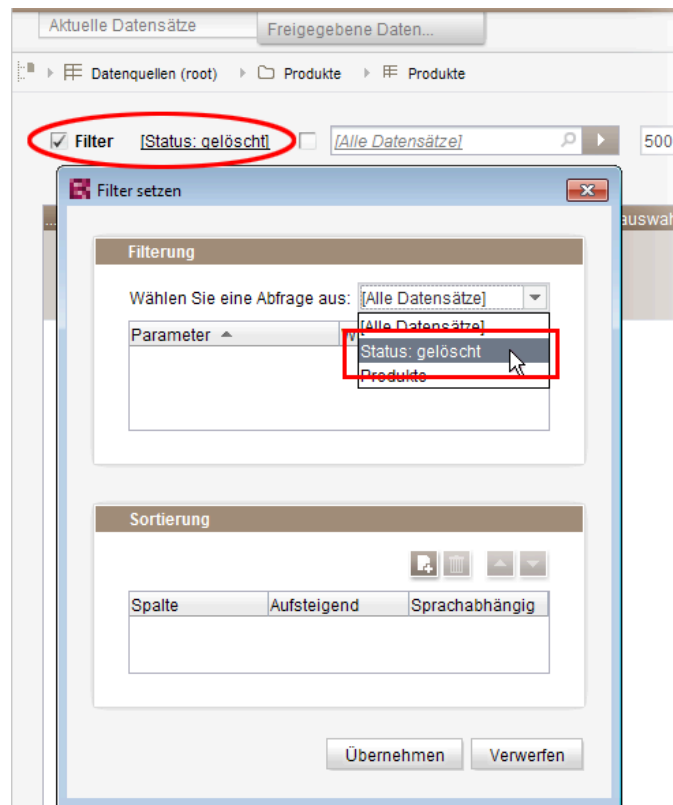 Aktuelle Datensätze
Freigegebene Daten...
Datenquellen (root) Produkte Produkte
Filter [Status: gelöscht] [Alle Datensätze] 500
Filter setzen
... auswah
Filterung
Wählen Sie eine Abfrage aus: [Alle Datensätze]
Parameter W
[Alle Datensätze]
Status: gelöscht
Produkte
Sortierung
Spalte Aufsteigend Sprachabhängig
Übernehmen Verwerfen